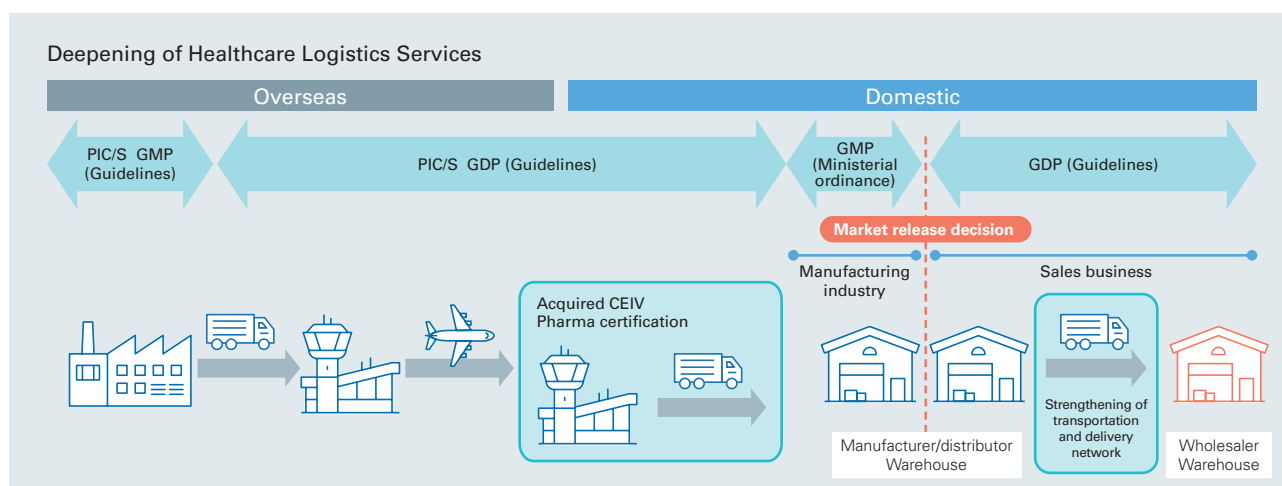 Deepening of Healthcare Logistics Services
Overseas
Domestic
PIC/S GMP
(Guidelines)
PIC/S GDP (Guidelines)
GMP
(Ministerial
ordinance)
GDP (Guidelines)
Market release decision
Manufacturing
industry
Sales business
Acquired CEIV
Pharma certification
Strengthening of
transportation
and delivery
network
Manufacturer/distributor
Warehouse
Wholesaler
Warehouse